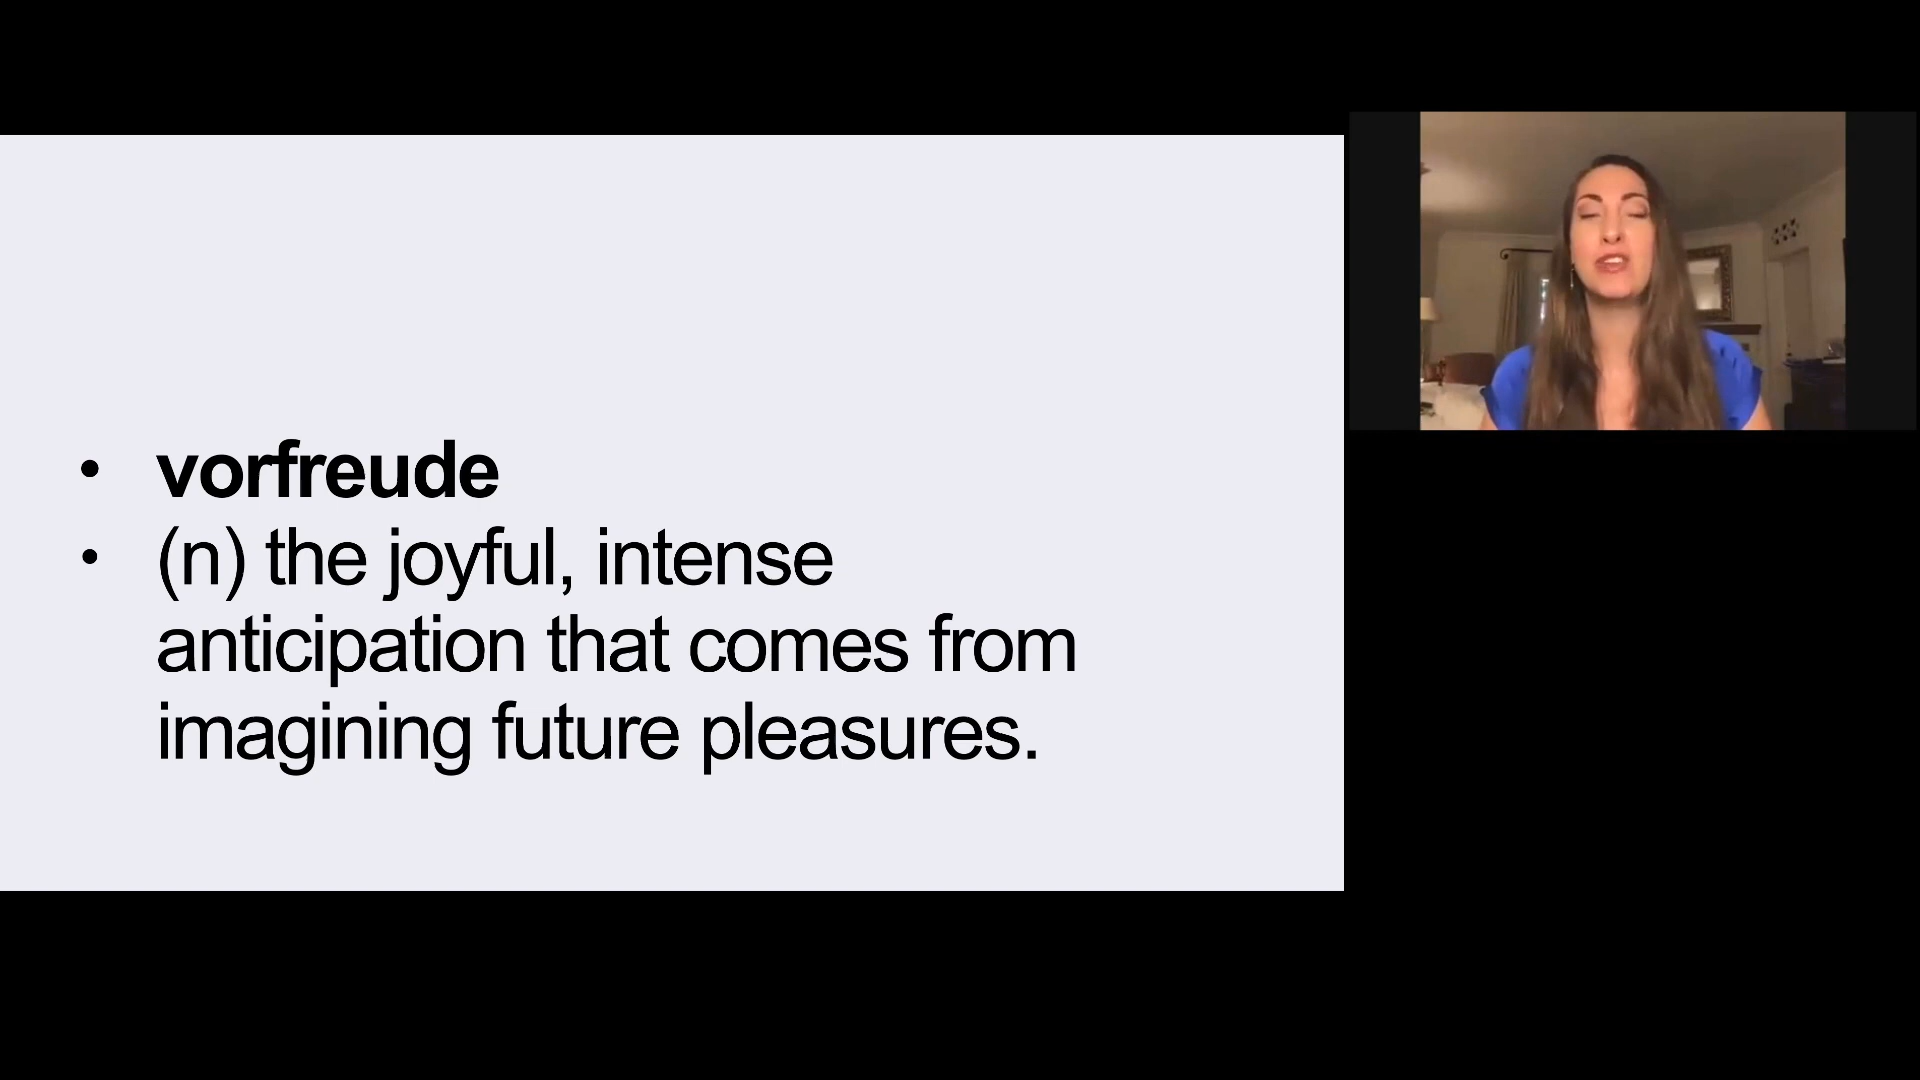 • vorfreude
• (n) the joyful, intense
anticipation that comes from
imagining future pleasures.